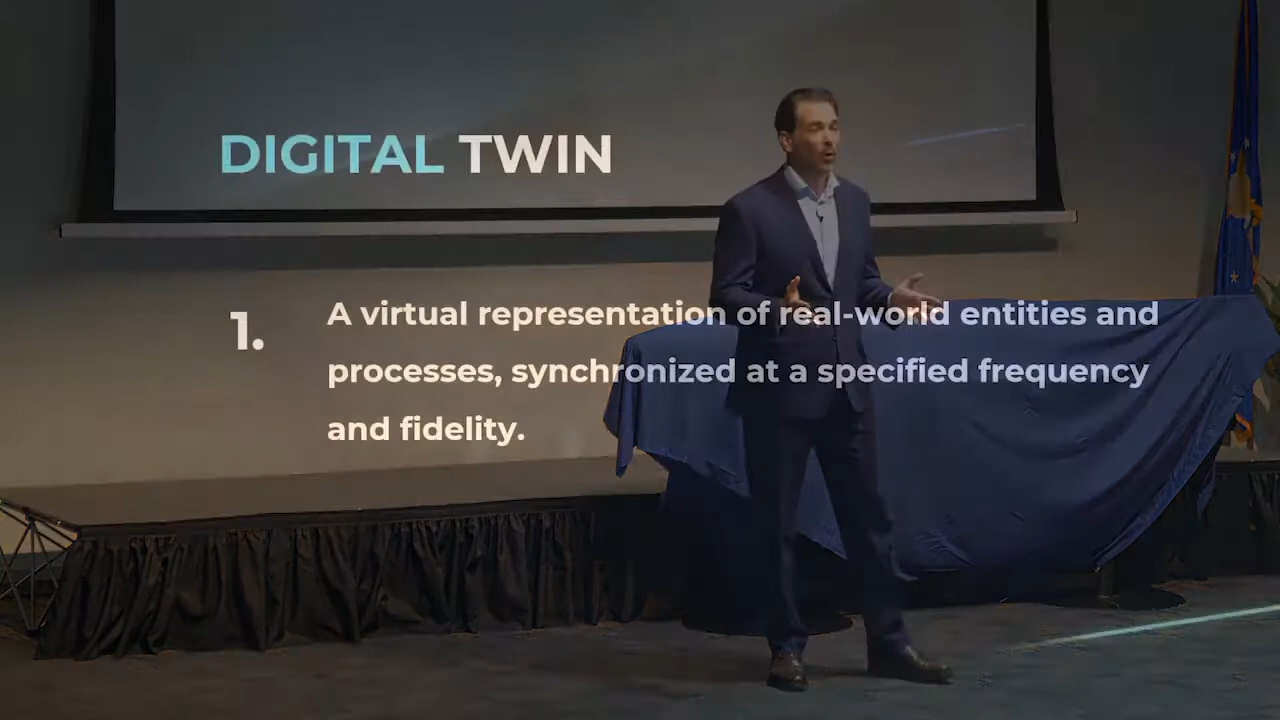 DIGITAL TWIN
1.
A virtual representation of real-world entities and
processes, synchronized at a specified frequency
and fidelity.